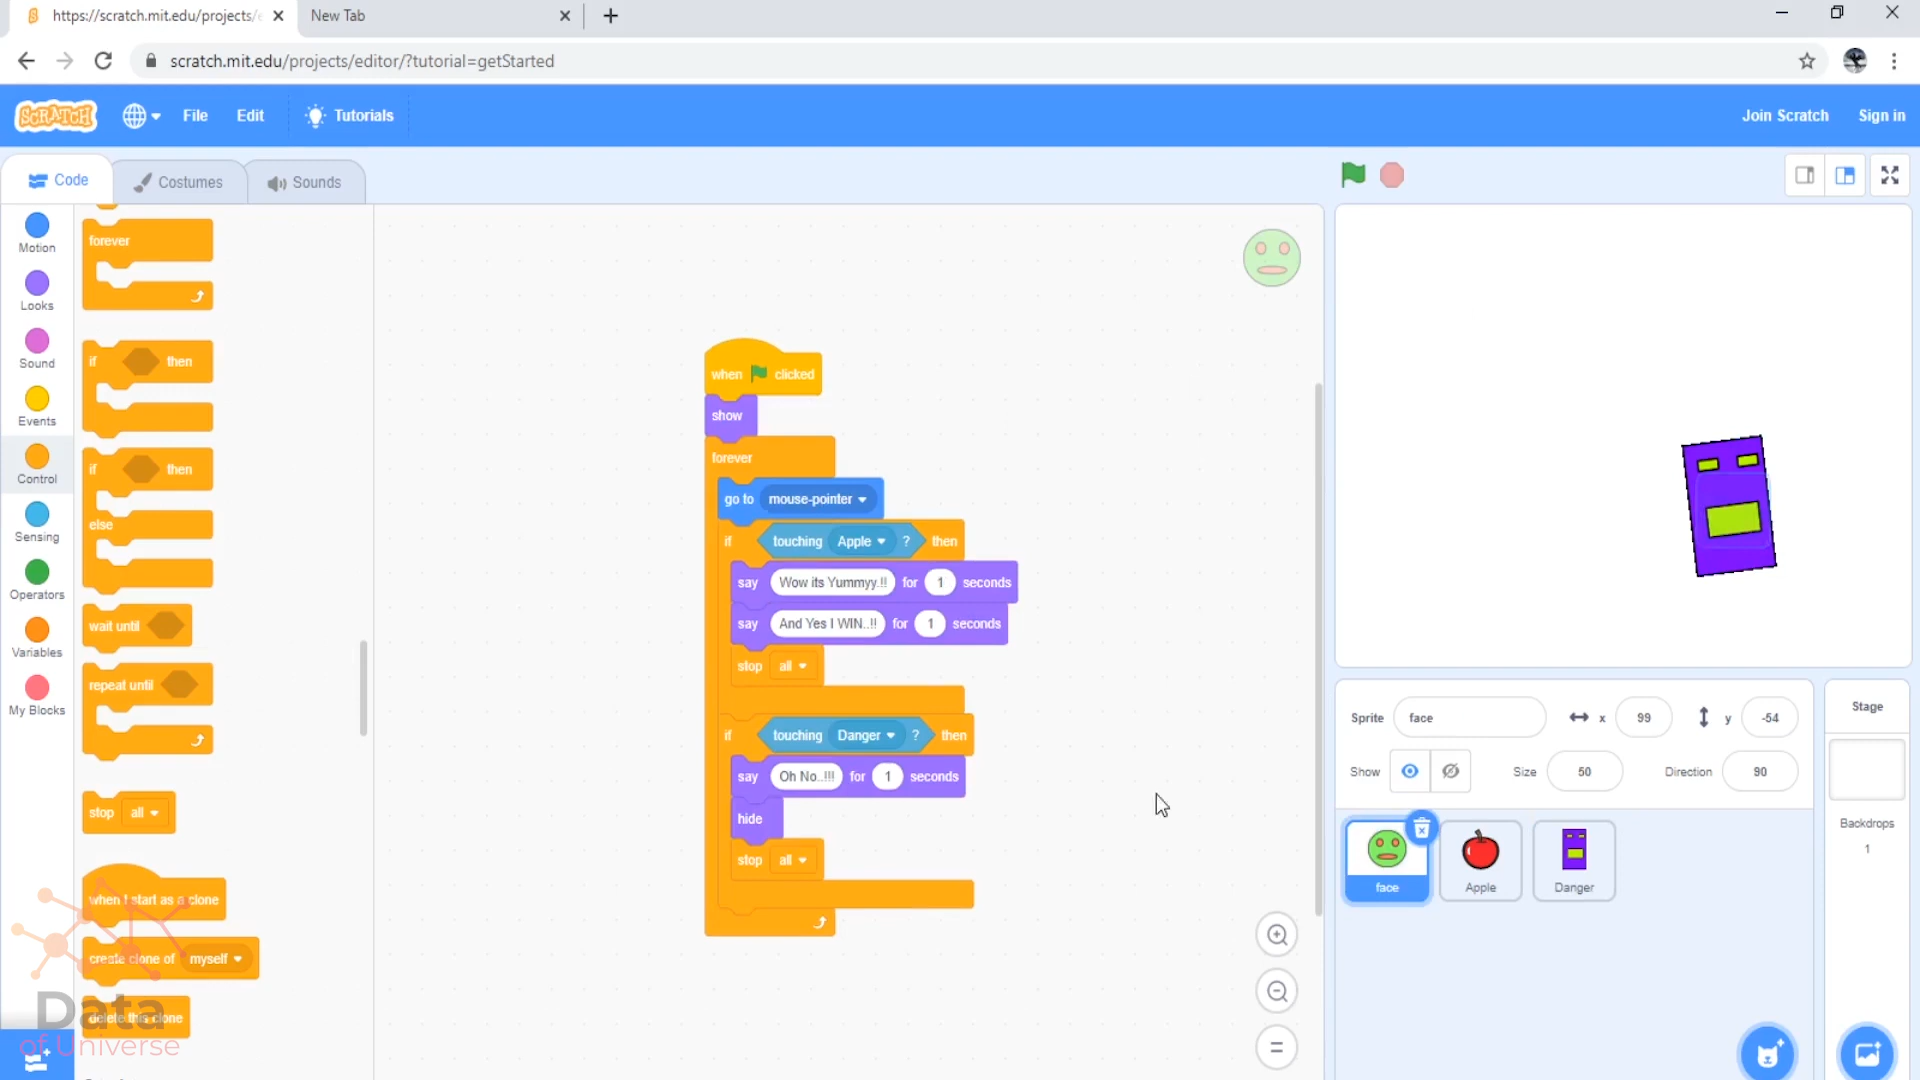 https://scratch.mit.edu/projects/e
New Tab
scratch.mit.edu/projects/editor/?tutorial=getStarted
SCRATCH
File
Edit
Tutorials
Join Scratch
Sign in
Code
Costumes
Sounds
Motion
Looks
Sound
Events
Control
Sensing
Operators
Variables
My Blocks
forever
if then
if then
else
wait until
repeat until
stop all
when I start as a clone
create clone of myself
delete this clone
Data
of Universe
when clicked
show
forever
go to mouse-pointer
if touching Apple ? then
say Wow its Yummyy.!! for 1 seconds
say And Yes I WIN..!! for 1 seconds
stop all
if touching Danger ? then
say Oh No..!!! for 1 seconds
hide
stop all
Sprite face x 99 y -54
Show Size 50 Direction 90
face
Apple
Danger
Stage
Backdrops
1